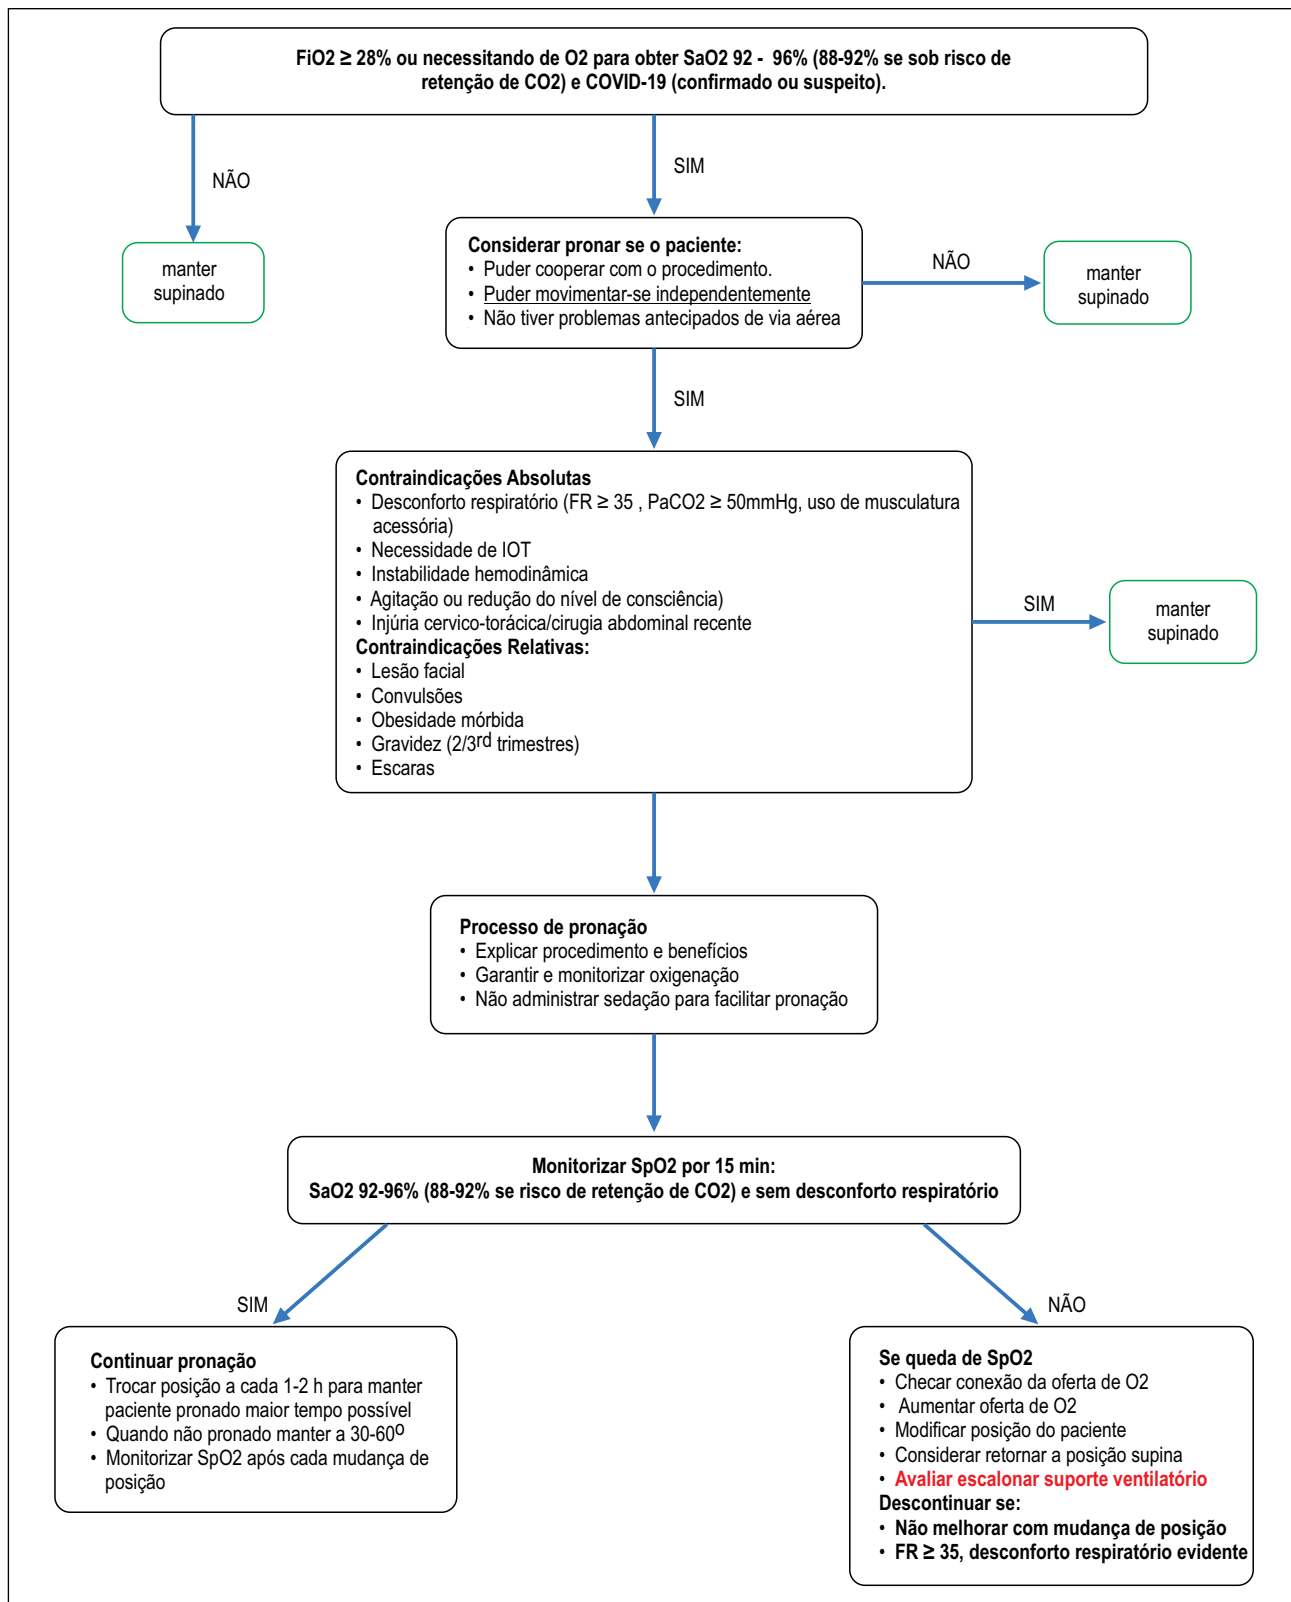 FiO2 ≥ 28% ou necessitando de O2 para obter SaO2 92 - 96% (88-92% se sob risco de
retenção de CO2) e COVID-19 (confirmado ou suspeito).
NÃO
SIM
manter
supinado
Considerar pronar se o paciente:
• Puder cooperar com o procedimento.
• Puder movimentar-se independentemente
• Não tiver problemas antecipados de via aérea
NÃO
manter
supinado
SIM
Contraindicações Absolutas
• Desconforto respiratório (FR ≥ 35 , PaCO2 ≥ 50mmHg, uso de musculatura
acessória)
• Necessidade de IOT
• Instabilidade hemodinâmica
• Agitação ou redução do nível de consciência)
• Injúria cervico-torácica/cirugia abdominal recente
Contraindicações Relativas:
• Lesão facial
• Convulsões
• Obesidade mórbida
• Gravidez (2/3rd trimestres)
• Escaras
SIM
manter
supinado
Processo de pronação
• Explicar procedimento e benefícios
• Garantir e monitorizar oxigenação
• Não administrar sedação para facilitar pronação
Monitorizar SpO2 por 15 min:
SaO2 92-96% (88-92% se risco de retenção de CO2) e sem desconforto respiratório
SIM
NÃO
Continuar pronação
• Trocar posição a cada 1-2 h para manter
paciente pronado maior tempo possível
• Quando não pronado manter a 30-60º
• Monitorizar SpO2 após cada mudança de
posição
Se queda de SpO2
• Checar conexão da oferta de O2
• Aumentar oferta de O2
• Modificar posição do paciente
• Considerar retornar a posição supina
• Avaliar escalonar suporte ventilatório
Descontinuar se:
• Não melhorar com mudança de posição
• FR ≥ 35, desconforto respiratório evidente